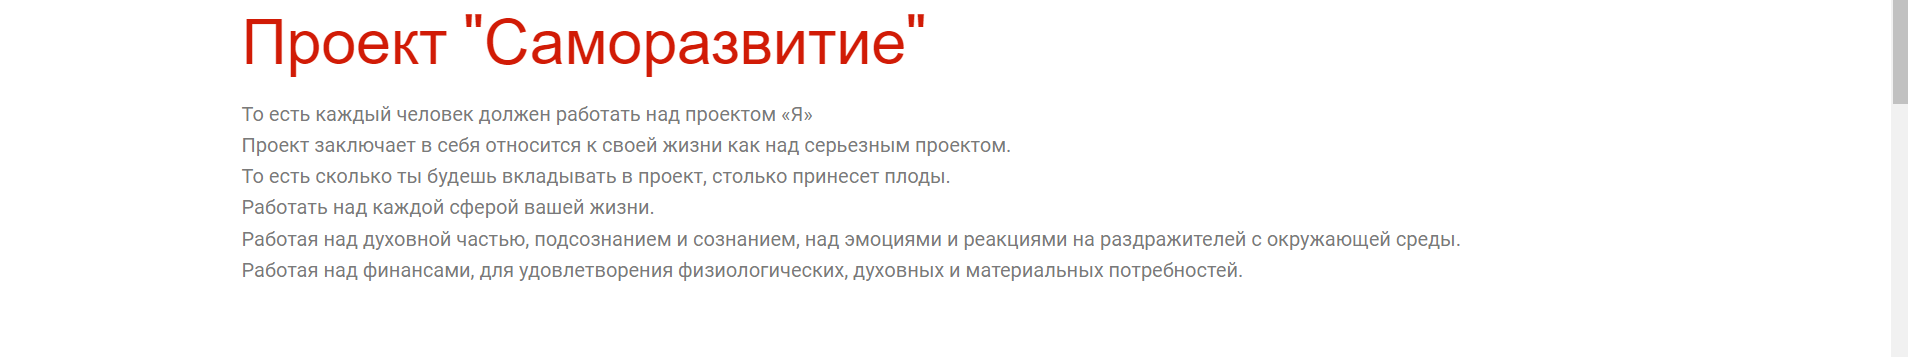 Проект "Саморазвитие"
То есть каждый человек должен работать над проектом «Я»
Проект заключает в себя относится к своей жизни как над серьезным проектом.
То есть сколько ты будешь вкладывать в проект, столько принесет плоды.
Работать над каждой сферой вашей жизни.
Работая над духовной частью, подсознанием и сознанием, над эмоциями и реакциями на раздражителей с окружающей среды.
Работая над финансами, для удовлетворения физиологических, духовных и материальных потребностей.